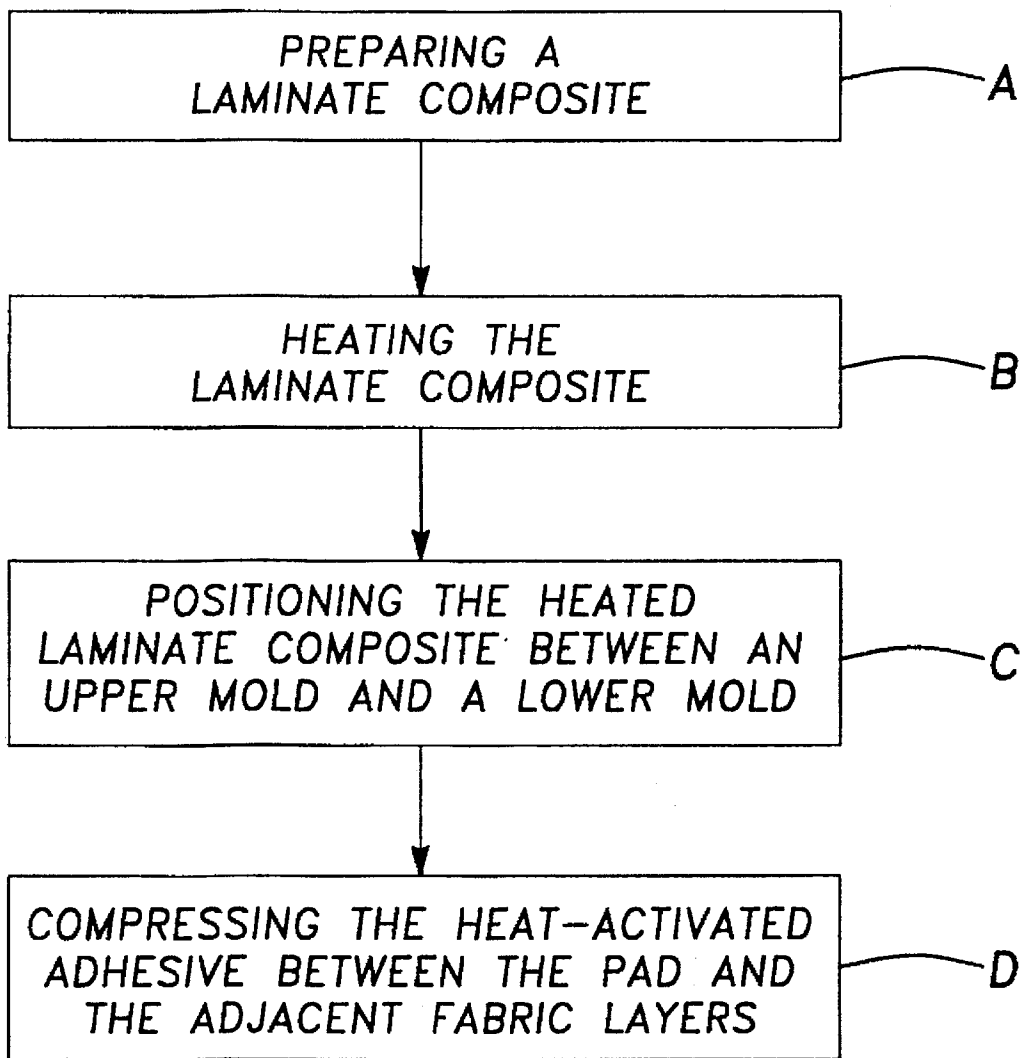 PREPARING A
LAMINATE COMPOSITE
A
HEATING THE
LAMINATE COMPOSITE
B
POSITIONING THE HEATED
LAMINATE COMPOSITE BETWEEN AN
UPPER MOLD AND A LOWER MOLD
C
COMPRESSING THE HEAT-ACTIVATED
ADHESIVE BETWEEN THE PAD AND
THE ADJACENT FABRIC LAYERS
D